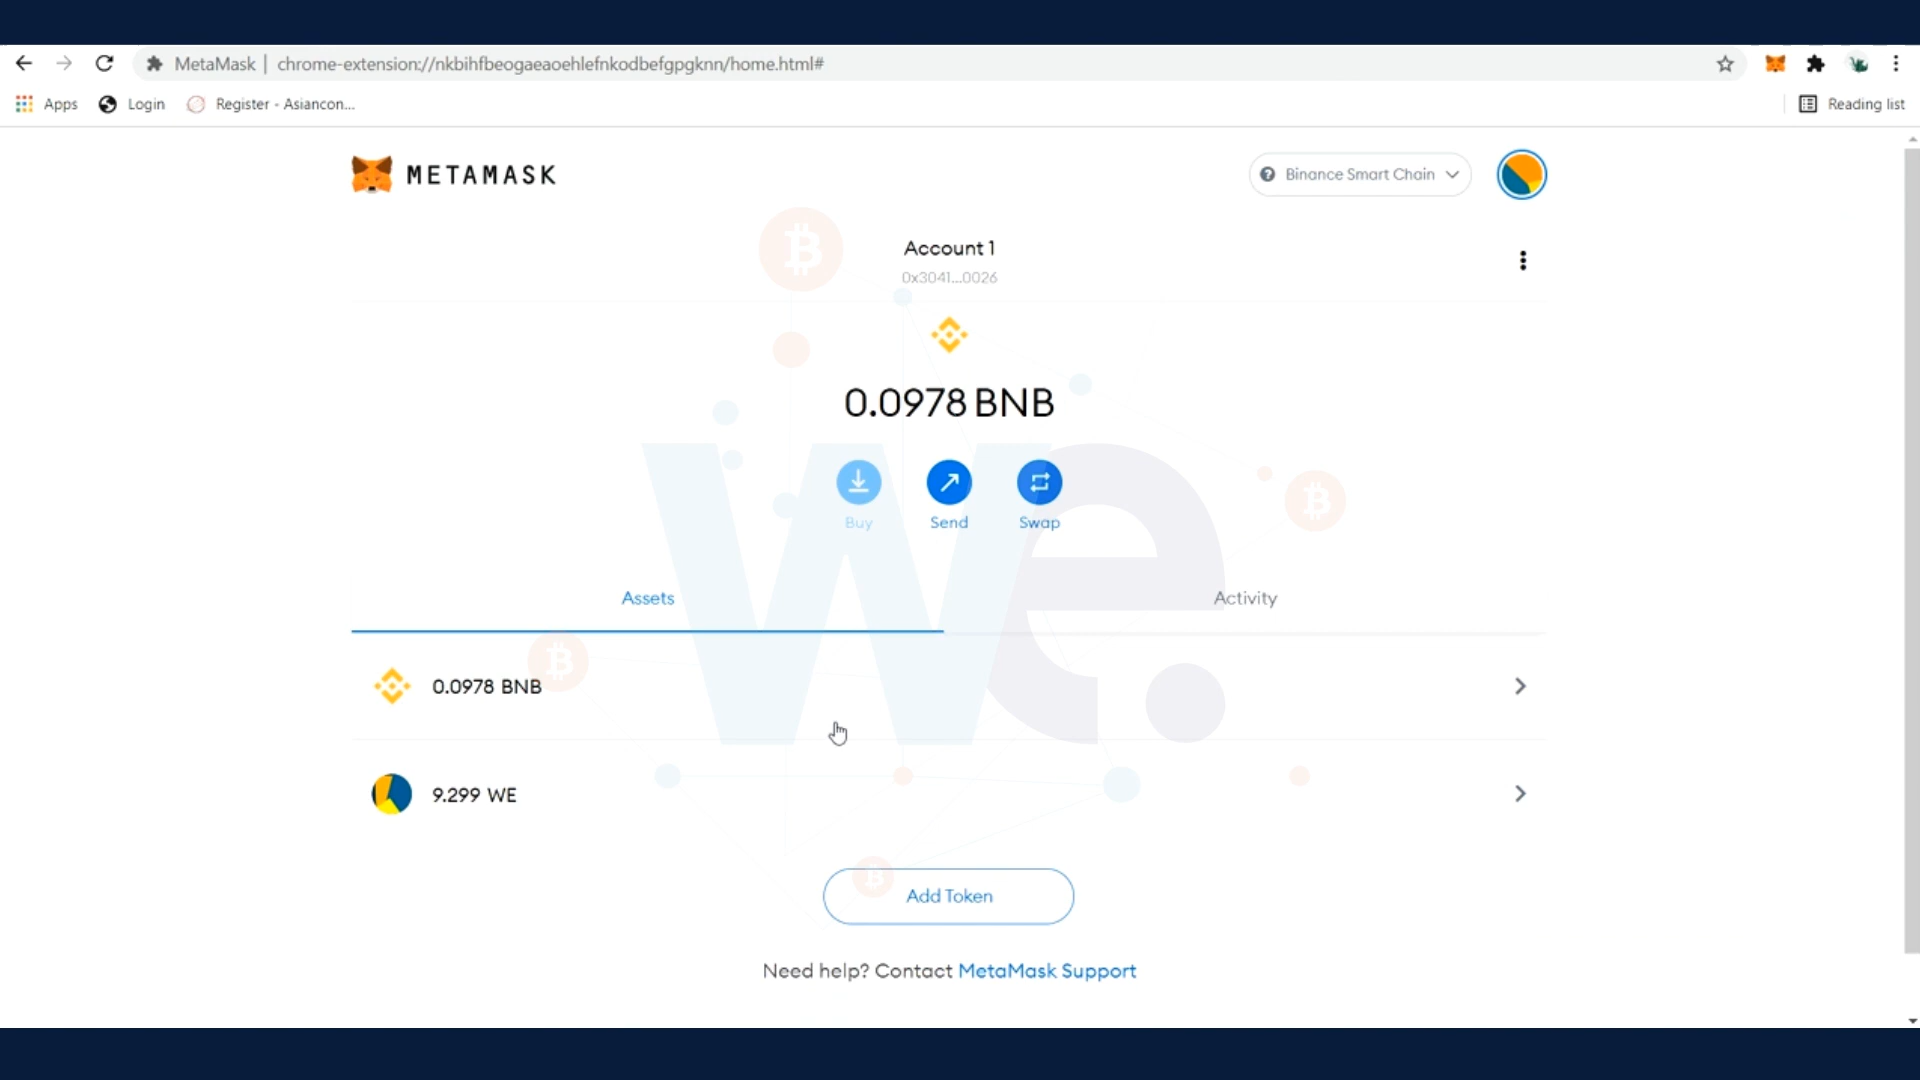 MetaMask | chrome-extension://nkbihfbeogaeaoehlefnkodbefgpgknn/home.html#
Apps Login Register - Asiancon... Reading list
METAMASK
Binance Smart Chain
Account 1
0x3041...0026
0.0978 BNB
Buy Send Swap
we.
Assets Activity
0.0978 BNB
9.299 WE
Add Token
Need help? Contact MetaMask Support